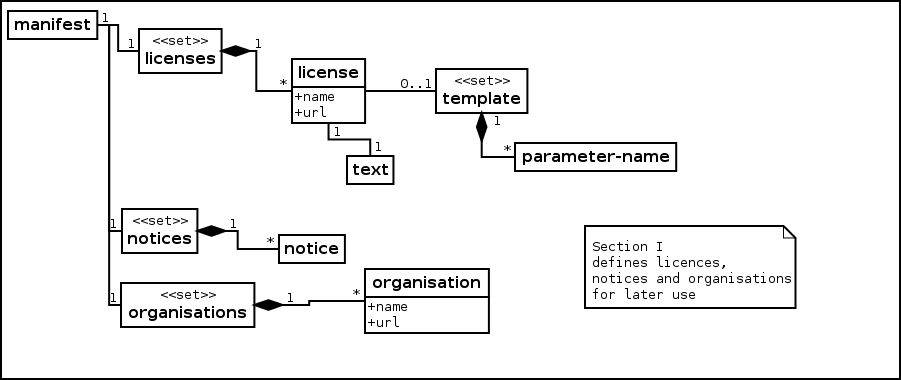 manifest
1
1
<<set>>
licenses
1
*
license
+name
+url
0..1
<<set>>
template
1
*
parameter-name
1
1
text
1
<<set>>
notices
1
*
notice
1
<<set>>
organisations
1
*
organisation
+name
+url
Section I
defines licences,
notices and organisations
for later use